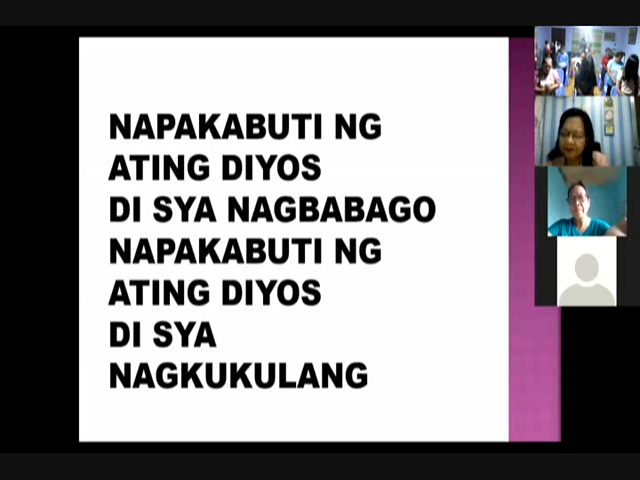 NAPAKABUTI NG
ATING DIYOS
DI SYA NAGBABAGO
NAPAKABUTI NG
ATING DIYOS
DI SYA
NAGKUKULANG